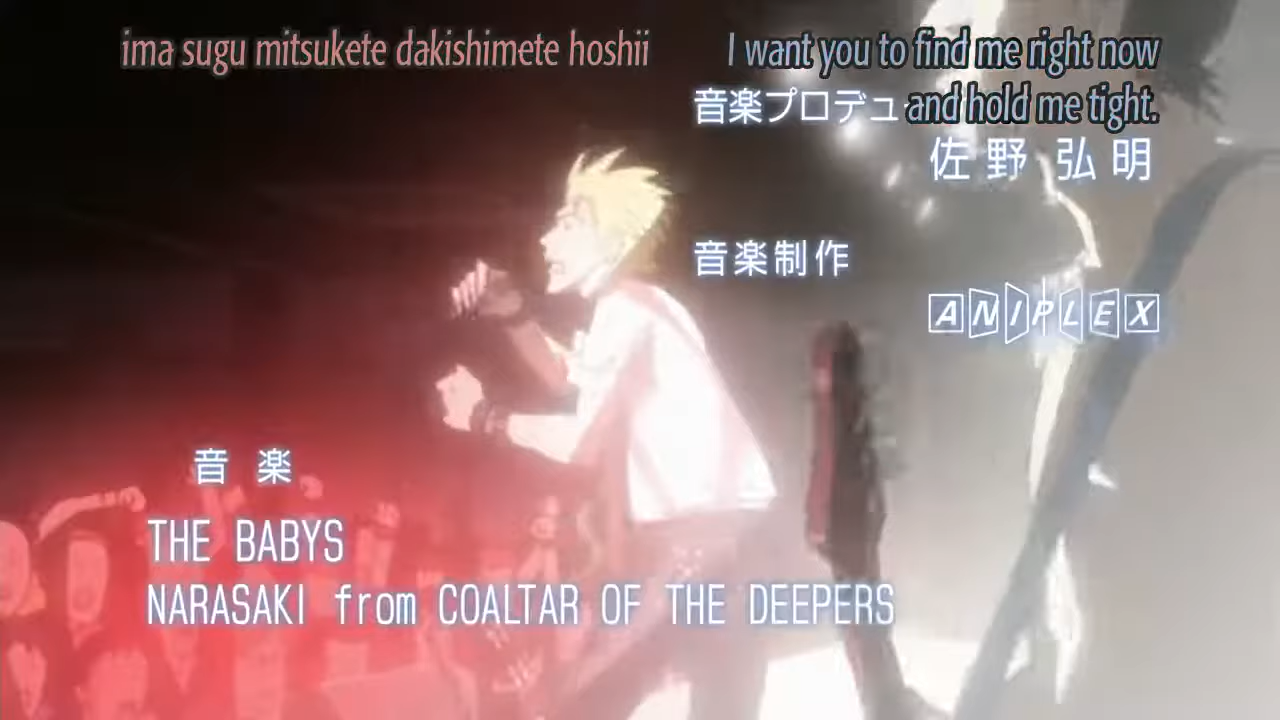 ima sugu mitsukete dakishimete hoshii
I want you to find me right now
and hold me tight.
音楽プロデュ
佐野 弘明
音楽制作
ANIPLEX
音 楽
THE BABYS
NARASAKI from COALTAR OF THE DEEPERS